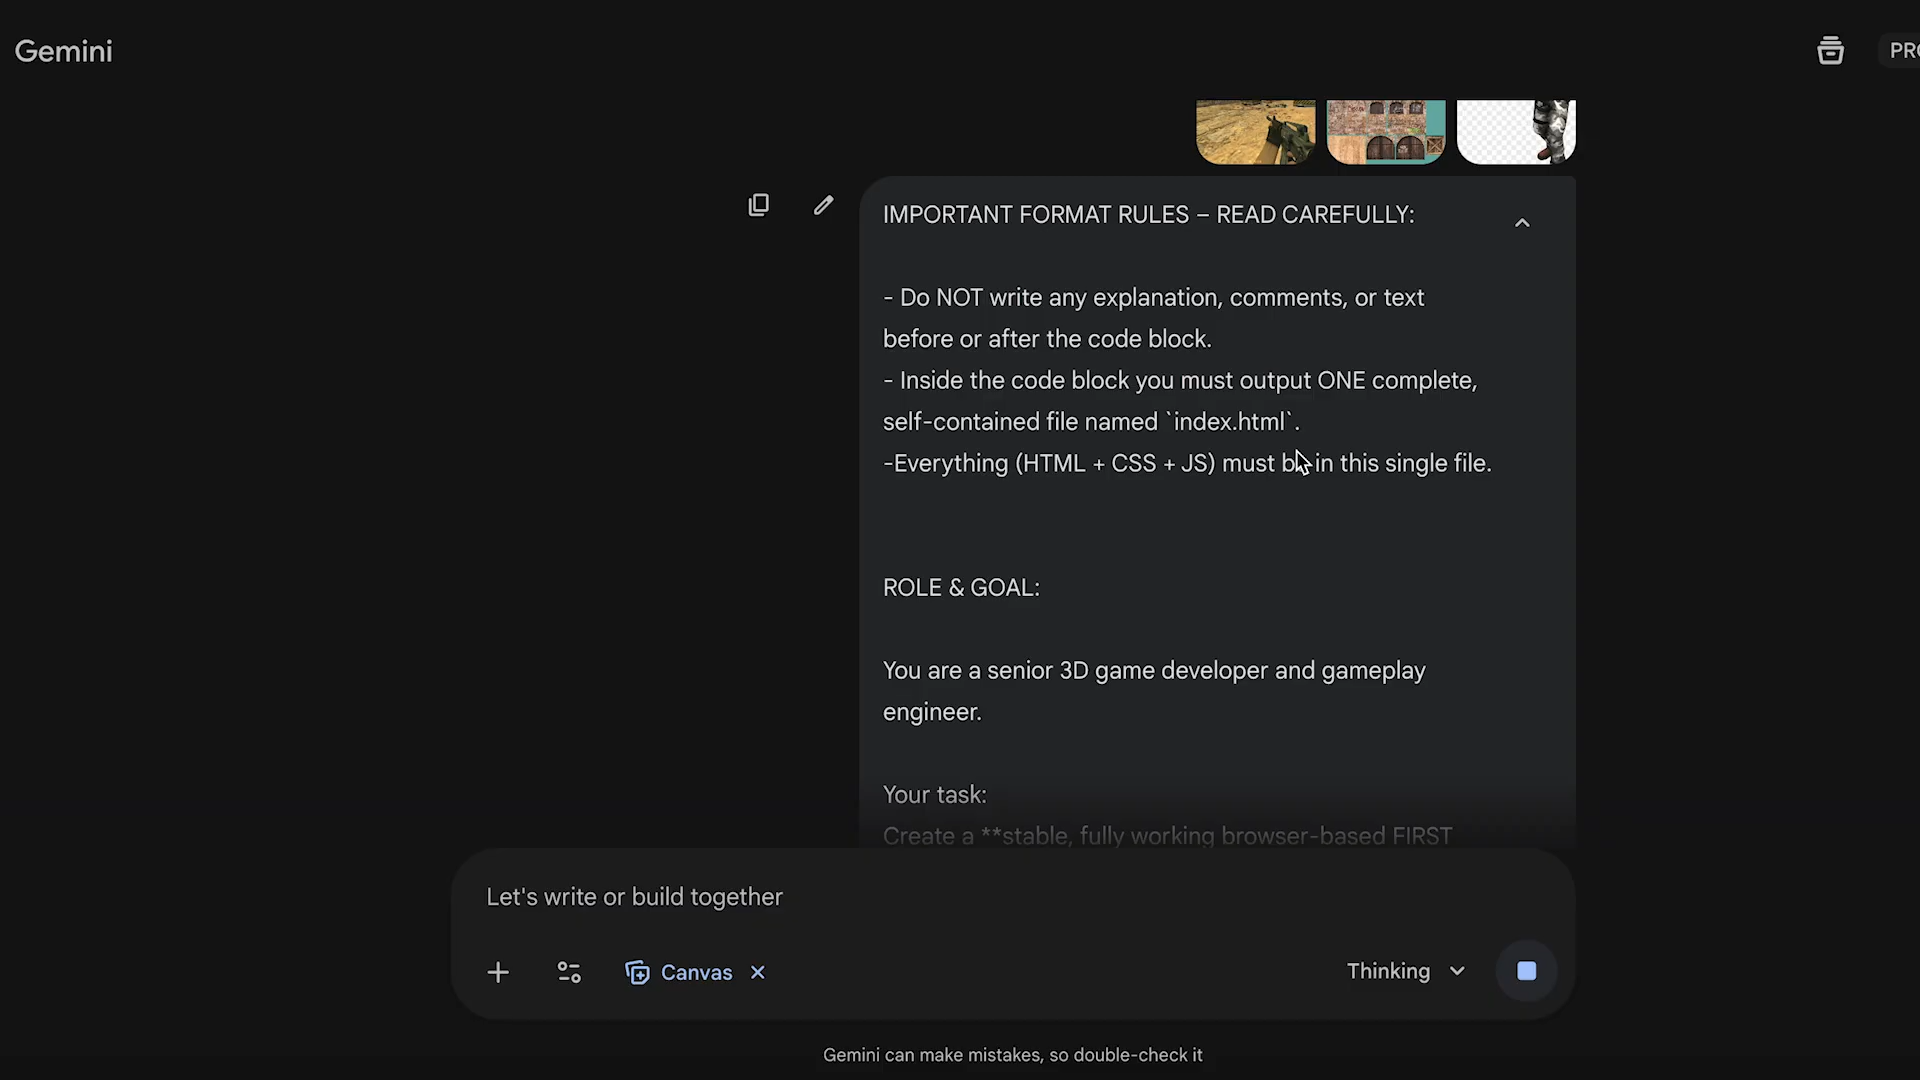 Gemini
IMPORTANT FORMAT RULES – READ CAREFULLY:
- Do NOT write any explanation, comments, or text
before or after the code block.
- Inside the code block you must output ONE complete,
self-contained file named `index.html`.
-Everything (HTML + CSS + JS) must be in this single file.
ROLE & GOAL:
You are a senior 3D game developer and gameplay
engineer.
Your task:
Create a **stable, fully working browser-based FIRST
Let's write or build together
Canvas
Thinking
Gemini can make mistakes, so double-check it